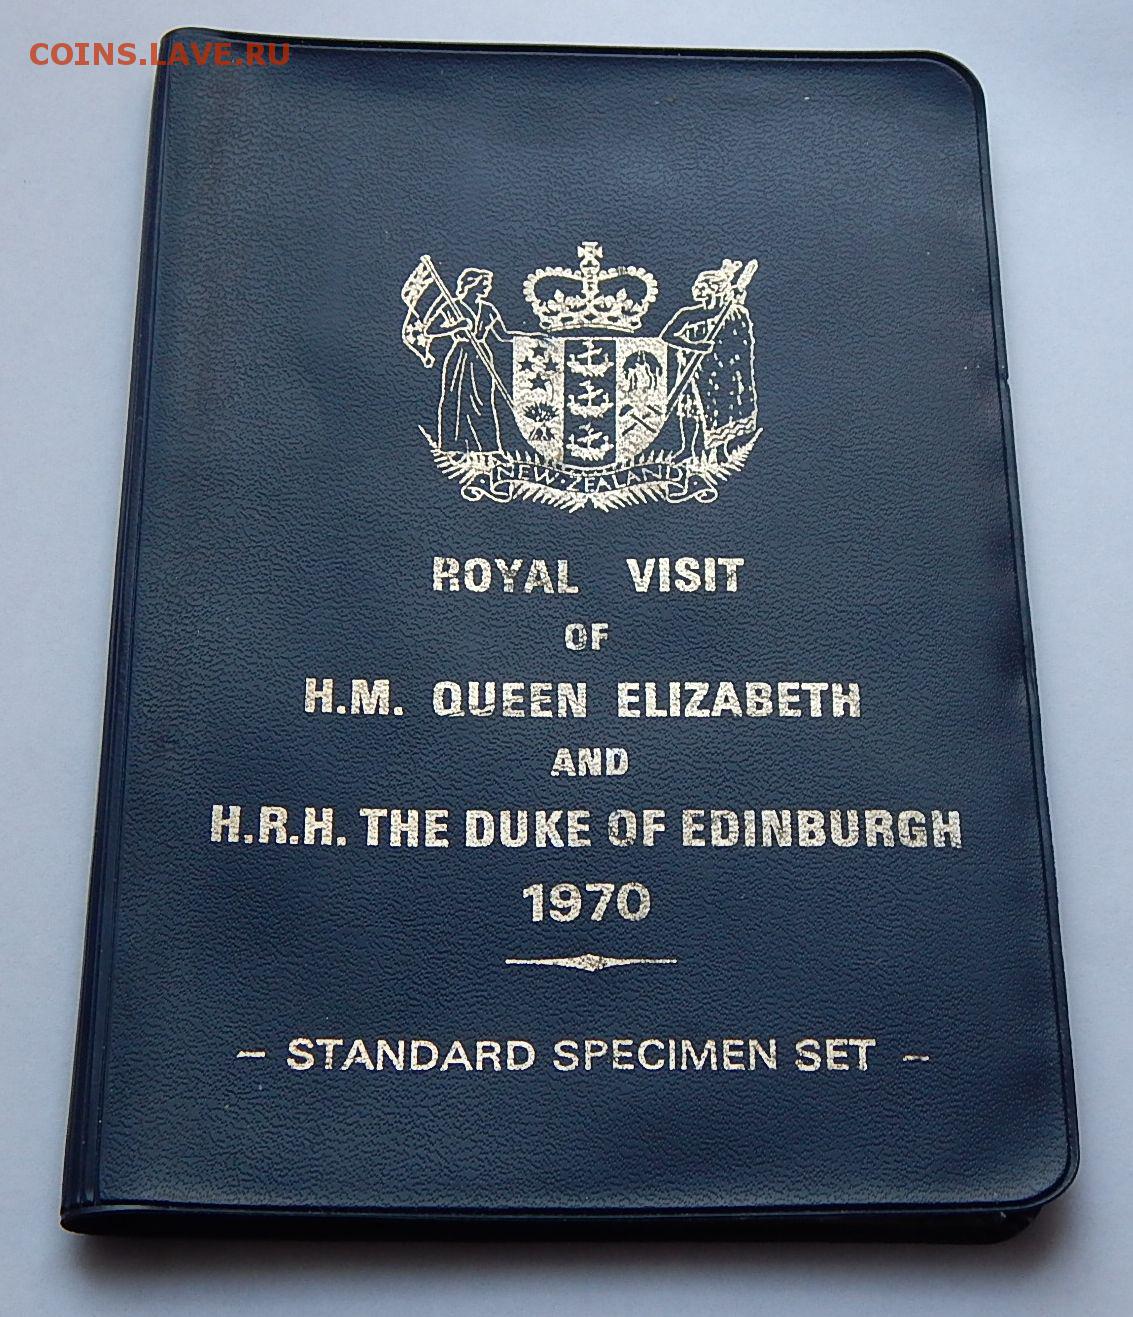 COINS.LAVE.RU
NEW·ZEALAND
ROYAL VISIT
OF
H.M. QUEEN ELIZABETH
AND
H.R.H. THE DUKE OF EDINBURGH
1970
– STANDARD SPECIMEN SET –